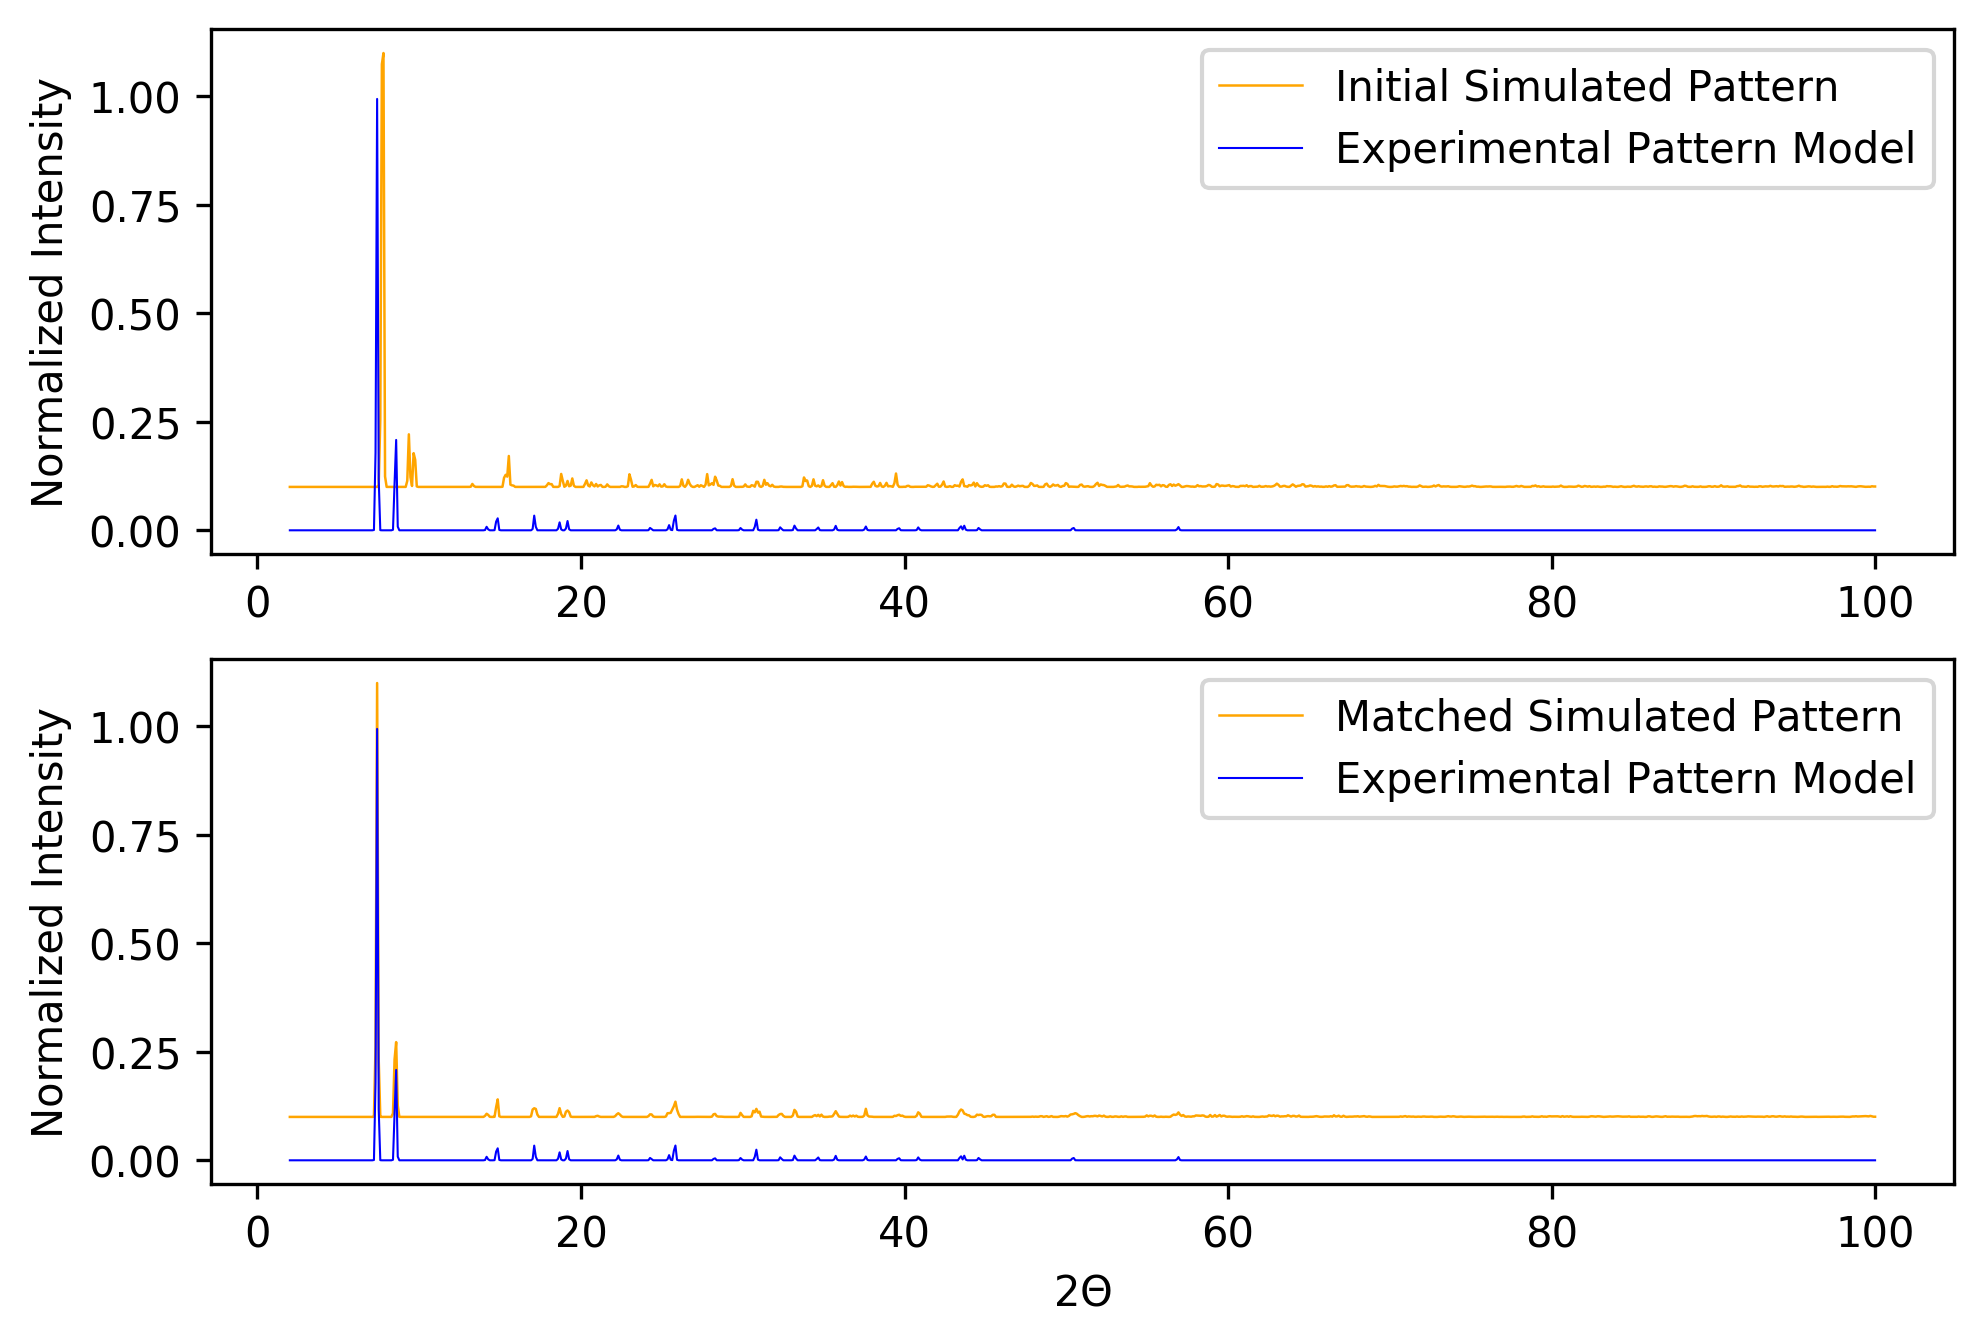 Normalized Intensity
1.00
0.75
0.50
0.25
0.00
0 20 40 60 80 100
Initial Simulated Pattern
Experimental Pattern Model
Normalized Intensity
1.00
0.75
0.50
0.25
0.00
0 20 40 60 80 100
Matched Simulated Pattern
Experimental Pattern Model
2Θ